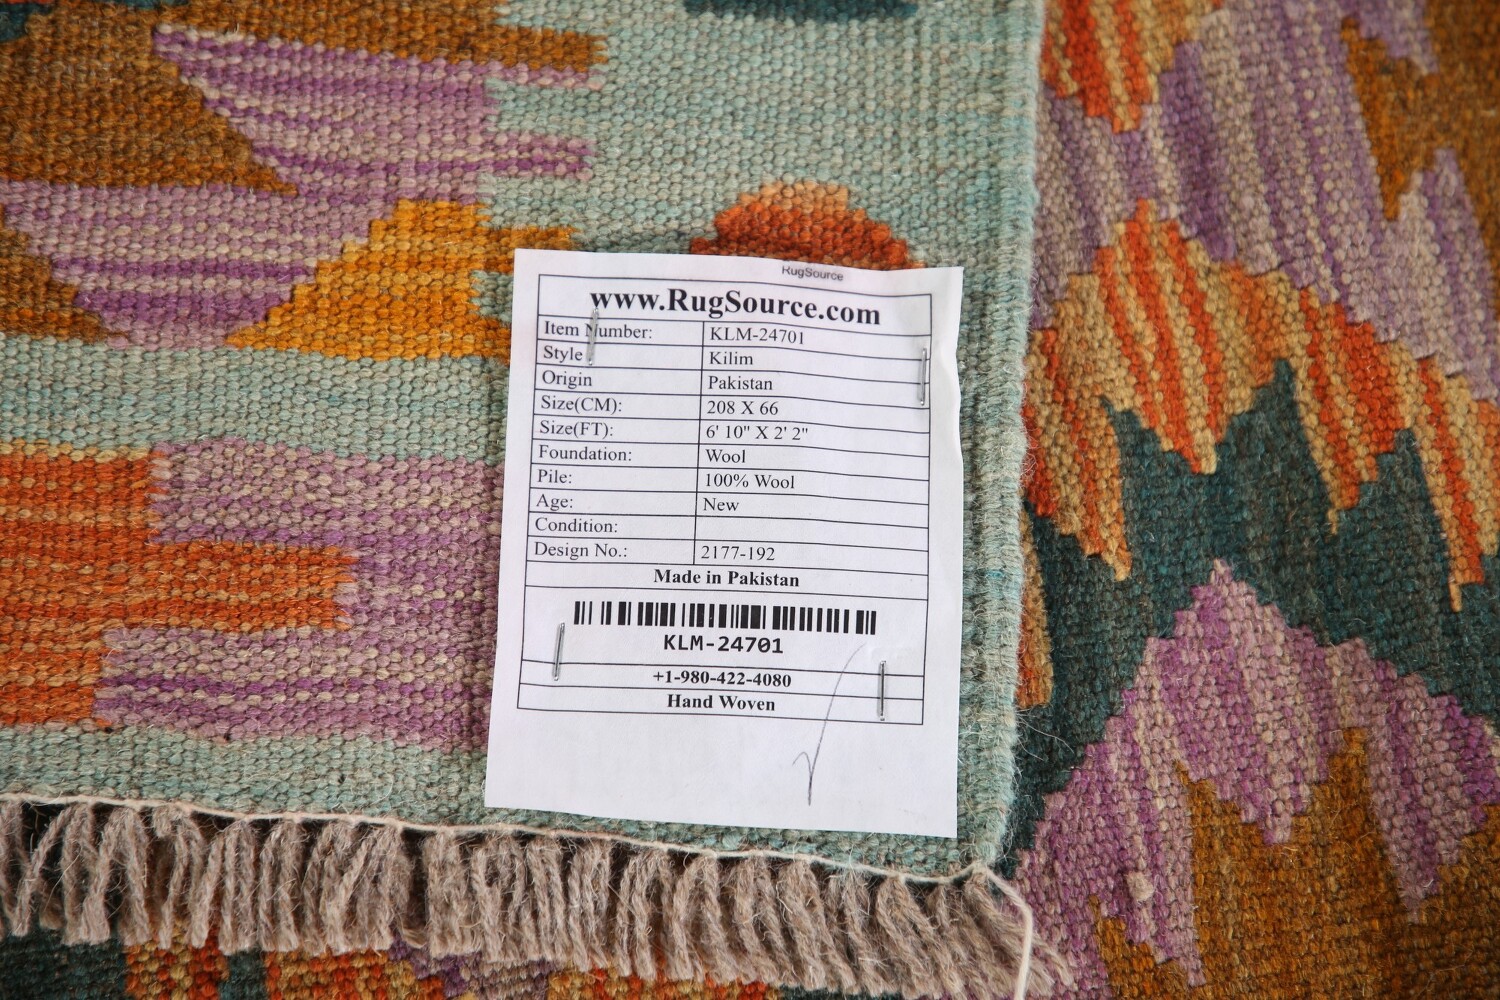 RugSource
www.RugSource.com
Item Number: KLM-24701
Style Kilim
Origin Pakistan
Size(CM): 208 X 66
Size(FT): 6' 10" X 2' 2"
Foundation: Wool
Pile: 100% Wool
Age: New
Condition:
Design No.: 2177-192
Made in Pakistan
KLM-24701
+1-980-422-4080
Hand Woven